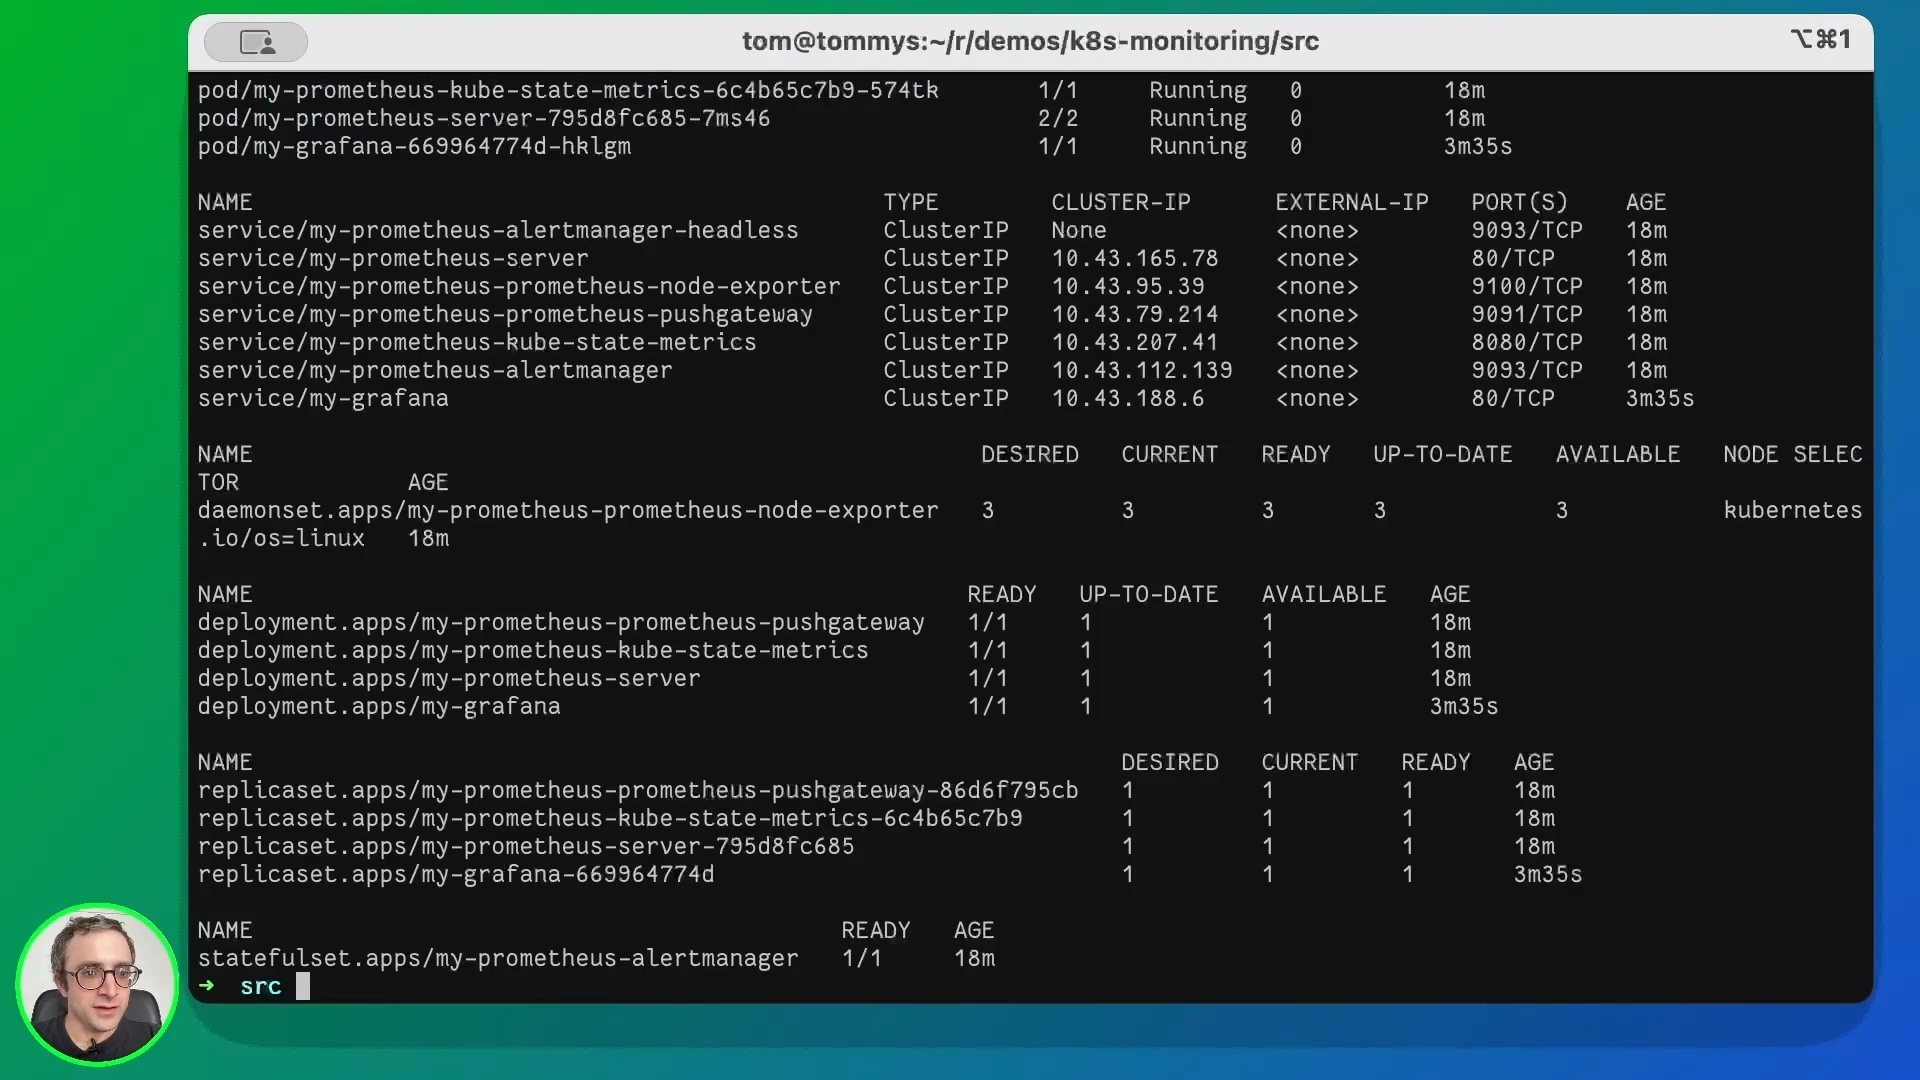 tom@tommys:~/r/demos/k8s-monitoring/src ⌥⌘1
pod/my-prometheus-kube-state-metrics-6c4b65c7b9-574tk 1/1 Running 0 18m
pod/my-prometheus-server-795d8fc685-7ms46 2/2 Running 0 18m
pod/my-grafana-669964774d-hklgm 1/1 Running 0 3m35s
NAME TYPE CLUSTER-IP EXTERNAL-IP PORT(S) AGE
service/my-prometheus-alertmanager-headless ClusterIP None <none> 9093/TCP 18m
service/my-prometheus-server ClusterIP 10.43.165.78 <none> 80/TCP 18m
service/my-prometheus-prometheus-node-exporter ClusterIP 10.43.95.39 <none> 9100/TCP 18m
service/my-prometheus-prometheus-pushgateway ClusterIP 10.43.79.214 <none> 9091/TCP 18m
service/my-prometheus-kube-state-metrics ClusterIP 10.43.207.41 <none> 8080/TCP 18m
service/my-prometheus-alertmanager ClusterIP 10.43.112.139 <none> 9093/TCP 18m
service/my-grafana ClusterIP 10.43.188.6 <none> 80/TCP 3m35s
NAME DESIRED CURRENT READY UP-TO-DATE AVAILABLE NODE SELEC
TOR AGE
daemonset.apps/my-prometheus-prometheus-node-exporter 3 3 3 3 3 kubernetes
.io/os=linux 18m
NAME READY UP-TO-DATE AVAILABLE AGE
deployment.apps/my-prometheus-prometheus-pushgateway 1/1 1 1 18m
deployment.apps/my-prometheus-kube-state-metrics 1/1 1 1 18m
deployment.apps/my-prometheus-server 1/1 1 1 18m
deployment.apps/my-grafana 1/1 1 1 3m35s
NAME DESIRED CURRENT READY AGE
replicaset.apps/my-prometheus-prometheus-pushgateway-86d6f795cb 1 1 1 18m
replicaset.apps/my-prometheus-kube-state-metrics-6c4b65c7b9 1 1 1 18m
replicaset.apps/my-prometheus-server-795d8fc685 1 1 1 18m
replicaset.apps/my-grafana-669964774d 1 1 1 3m35s
NAME READY AGE
statefulset.apps/my-prometheus-alertmanager 1/1 18m
➜ src